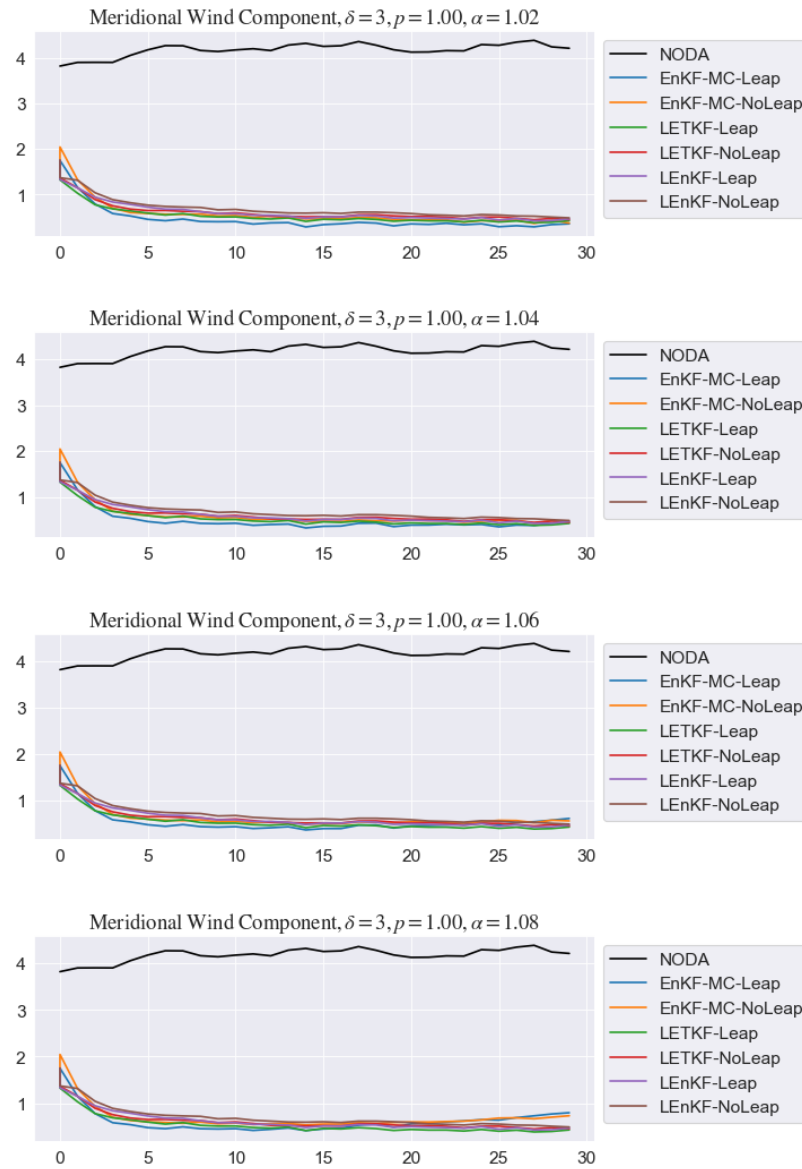 Meridional Wind Component, δ = 3, p = 1.00, α = 1.02
4
3
2
1
0 5 10 15 20 25 30
NODA
EnKF-MC-Leap
EnKF-MC-NoLeap
LETKF-Leap
LETKF-NoLeap
LEnKF-Leap
LEnKF-NoLeap
Meridional Wind Component, δ = 3, p = 1.00, α = 1.04
4
3
2
1
0 5 10 15 20 25 30
NODA
EnKF-MC-Leap
EnKF-MC-NoLeap
LETKF-Leap
LETKF-NoLeap
LEnKF-Leap
LEnKF-NoLeap
Meridional Wind Component, δ = 3, p = 1.00, α = 1.06
4
3
2
1
0 5 10 15 20 25 30
NODA
EnKF-MC-Leap
EnKF-MC-NoLeap
LETKF-Leap
LETKF-NoLeap
LEnKF-Leap
LEnKF-NoLeap
Meridional Wind Component, δ = 3, p = 1.00, α = 1.08
4
3
2
1
0 5 10 15 20 25 30
NODA
EnKF-MC-Leap
EnKF-MC-NoLeap
LETKF-Leap
LETKF-NoLeap
LEnKF-Leap
LEnKF-NoLeap